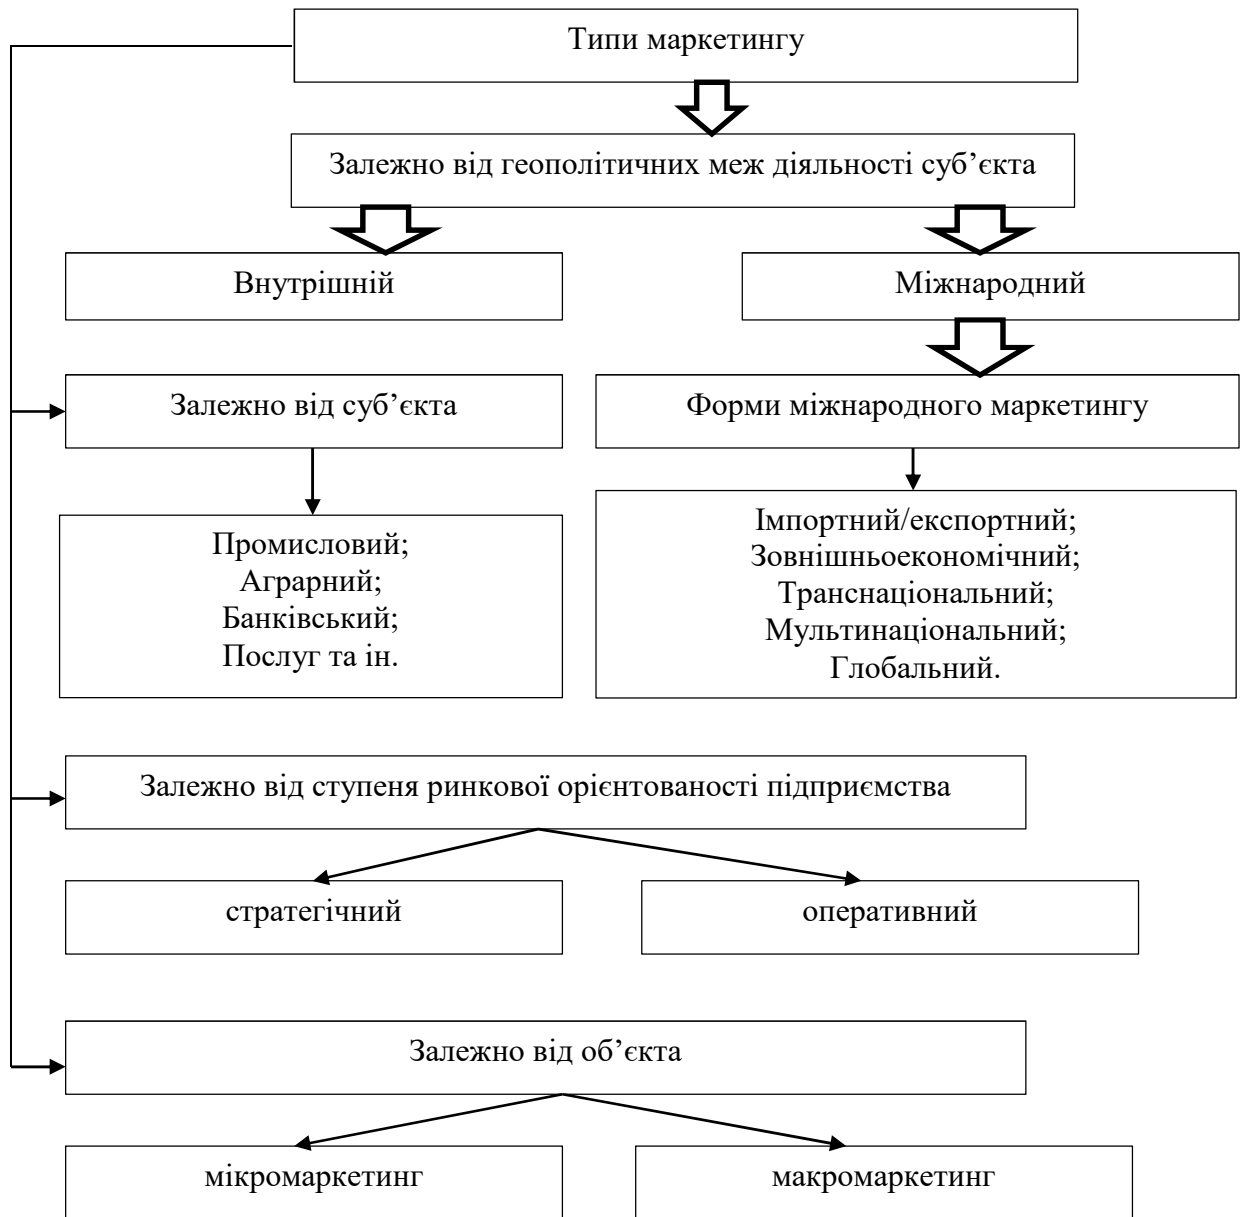 Типи маркетингу
Залежно від геополітичних меж діяльності суб’єкта
Внутрішній
Міжнародний
Залежно від суб’єкта
Форми міжнародного маркетингу
Промисловий;
Аграрний;
Банківський;
Послуг та ін.
Імпортний/експортний;
Зовнішньоекономічний;
Транснаціональний;
Мультинаціональний;
Глобальний.
Залежно від ступеня ринкової орієнтованості підприємства
стратегічний
оперативний
Залежно від об’єкта
мікромаркетинг
макромаркетинг